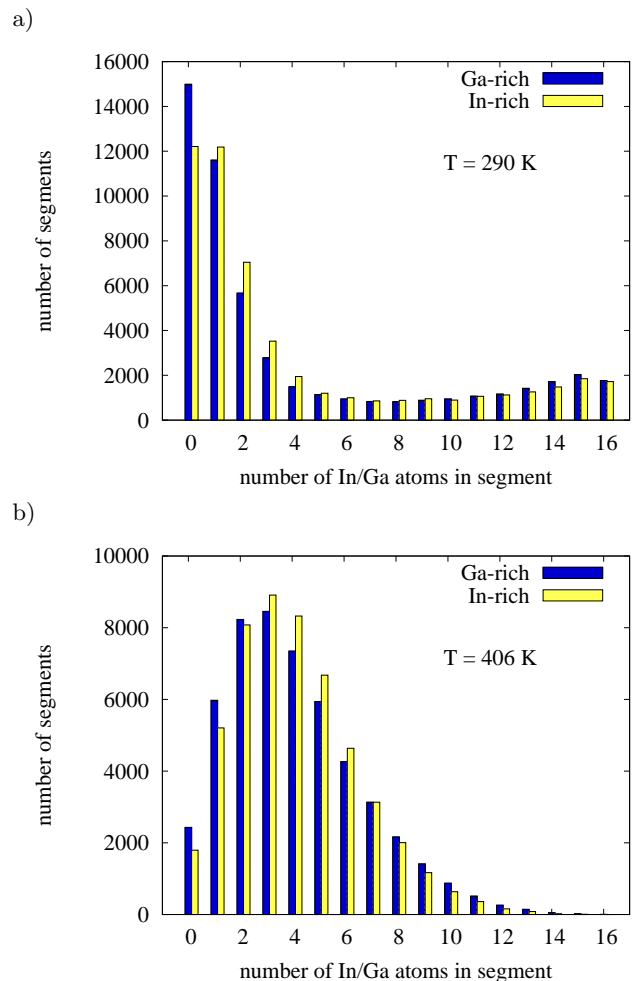 a)
16000
14000
12000
10000
8000
6000
4000
2000
0
number of segments
Ga-rich
In-rich
T = 290 K
0 2 4 6 8 10 12 14 16
number of In/Ga atoms in segment
b)
10000
8000
6000
4000
2000
0
number of segments
Ga-rich
In-rich
T = 406 K
0 2 4 6 8 10 12 14 16
number of In/Ga atoms in segment